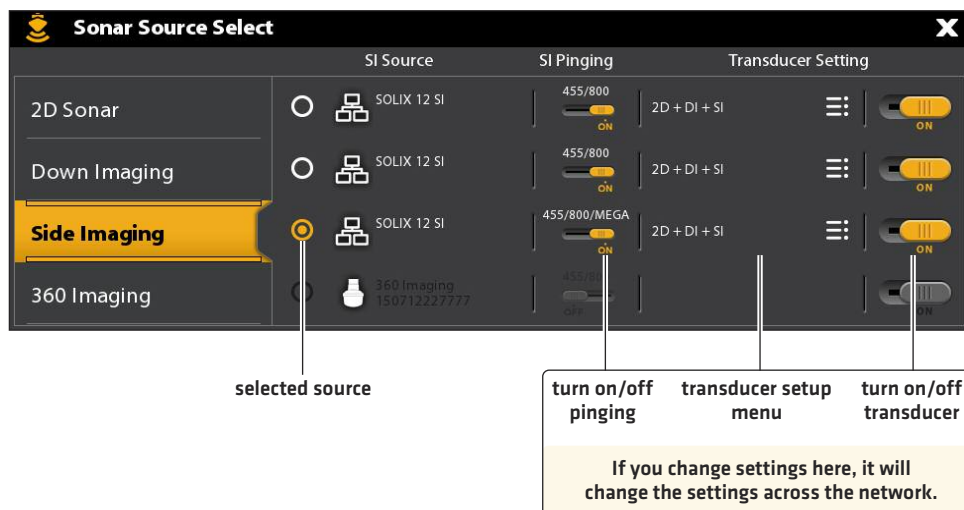 Sonar Source Select
SI Source SI Pinging Transducer Setting
2D Sonar
SOLIX 12 SI
455/800
ON
2D + DI + SI
ON
Down Imaging
SOLIX 12 SI
455/800
ON
2D + DI + SI
ON
Side Imaging
SOLIX 12 SI
455/800/MEGA
ON
2D + DI + SI
ON
360 Imaging
360 Imaging
150712227777
455/800
OFF
ON
selected source
turn on/off
pinging
transducer setup
menu
turn on/off
transducer
If you change settings here, it will
change the settings across the network.